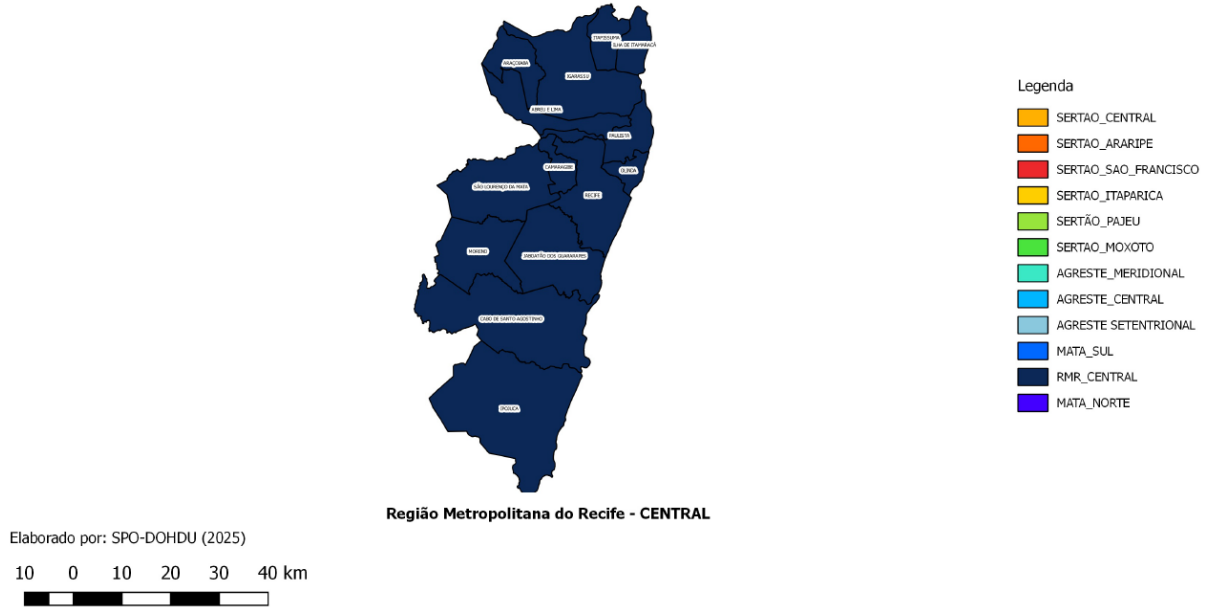 ITAPISSUMA
ILHA DE ITAMARACÁ
ARAÇOIABA
IGARASSU
ABREU E LIMA
PAULISTA
CAMARAGIBE
OLINDA
SÃO LOURENÇO DA MATA
RECIFE
MORENO
JABOATÃO DOS GUARARAPES
CABO DE SANTO AGOSTINHO
IPOJUCA
Legenda
SERTAO_CENTRAL
SERTAO_ARARIPE
SERTAO_SAO_FRANCISCO
SERTAO_ITAPARICA
SERTÃO_PAJEU
SERTAO_MOXOTO
AGRESTE_MERIDIONAL
AGRESTE_CENTRAL
AGRESTE SETENTRIONAL
MATA_SUL
RMR_CENTRAL
MATA_NORTE
Região Metropolitana do Recife - CENTRAL
Elaborado por: SPO-DOHDU (2025)
10 0 10 20 30 40 km